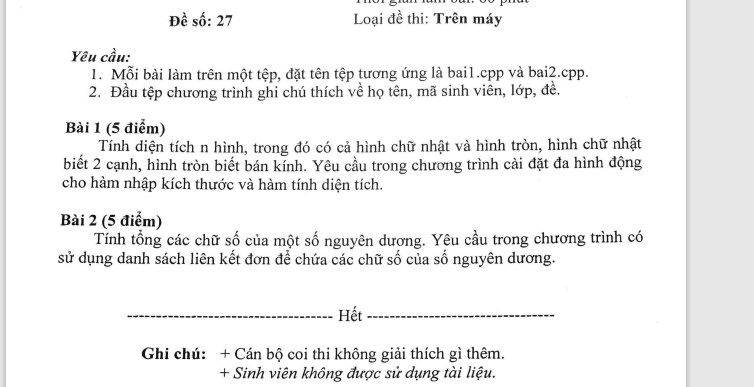 Đề số: 27
Loại đề thi: Trên máy
Yêu cầu:
1. Mỗi bài làm trên một tệp, đặt tên tệp tương ứng là bai1.cpp và bai2.cpp.
2. Đầu tệp chương trình ghi chú thích về họ tên, mã sinh viên, lớp, đề.
Bài 1 (5 điểm)
Tính diện tích n hình, trong đó có cả hình chữ nhật và hình tròn, hình chữ nhật
biết 2 cạnh, hình tròn biết bán kính. Yêu cầu trong chương trình cài đặt đa hình động
cho hàm nhập kích thước và hàm tính diện tích.
Bài 2 (5 điểm)
Tính tổng các chữ số của một số nguyên dương. Yêu cầu trong chương trình có
sử dụng danh sách liên kết đơn để chứa các chữ số của số nguyên dương.
------------------------------------ Hết ---------------------------------
Ghi chú: + Cán bộ coi thi không giải thích gì thêm.
+ Sinh viên không được sử dụng tài liệu.